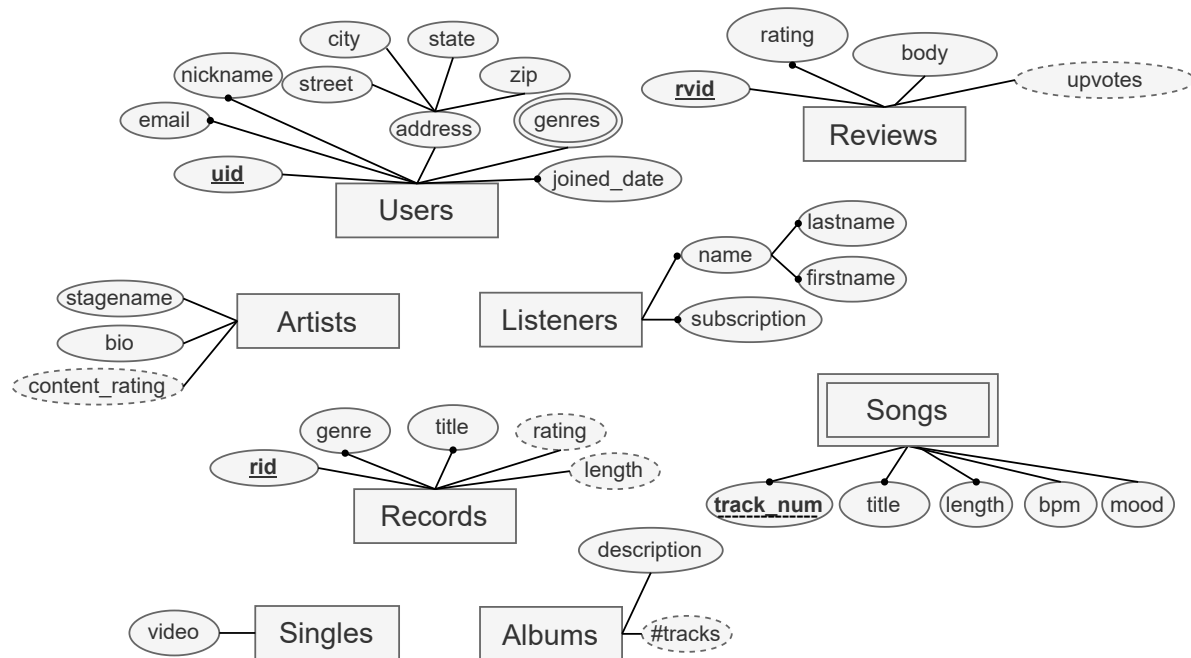 city
state
rating
body
nickname
street
zip
rvid
upvotes
email
address
genres
Reviews
uid
joined_date
Users
lastname
name
firstname
stagename
Artists
Listeners
subscription
bio
content_rating
Songs
genre
title
rating
rid
length
track_num
title
length
bpm
mood
Records
description
video
Singles
Albums
#tracks